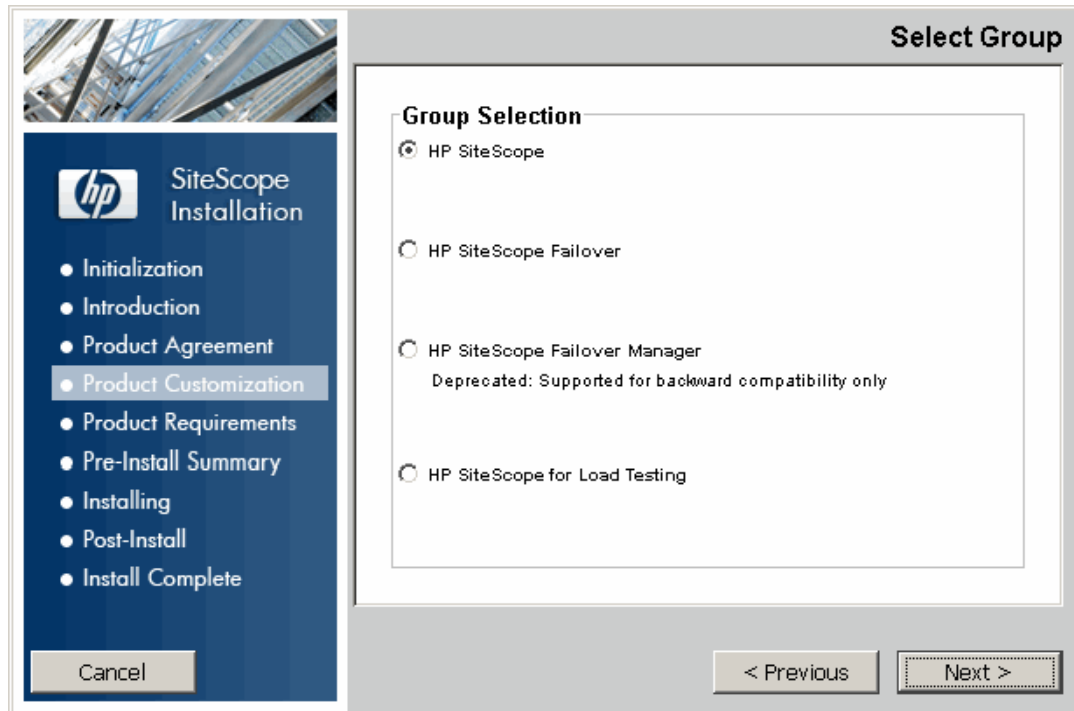 Select Group
hp
SiteScope
Installation
Initialization
Introduction
Product Agreement
Product Customization
Product Requirements
Pre-Install Summary
Installing
Post-Install
Install Complete
Group Selection
HP SiteScope
HP SiteScope Failover
HP SiteScope Failover Manager
Deprecated: Supported for backward compatibility only
HP SiteScope for Load Testing
Cancel
< Previous
Next >